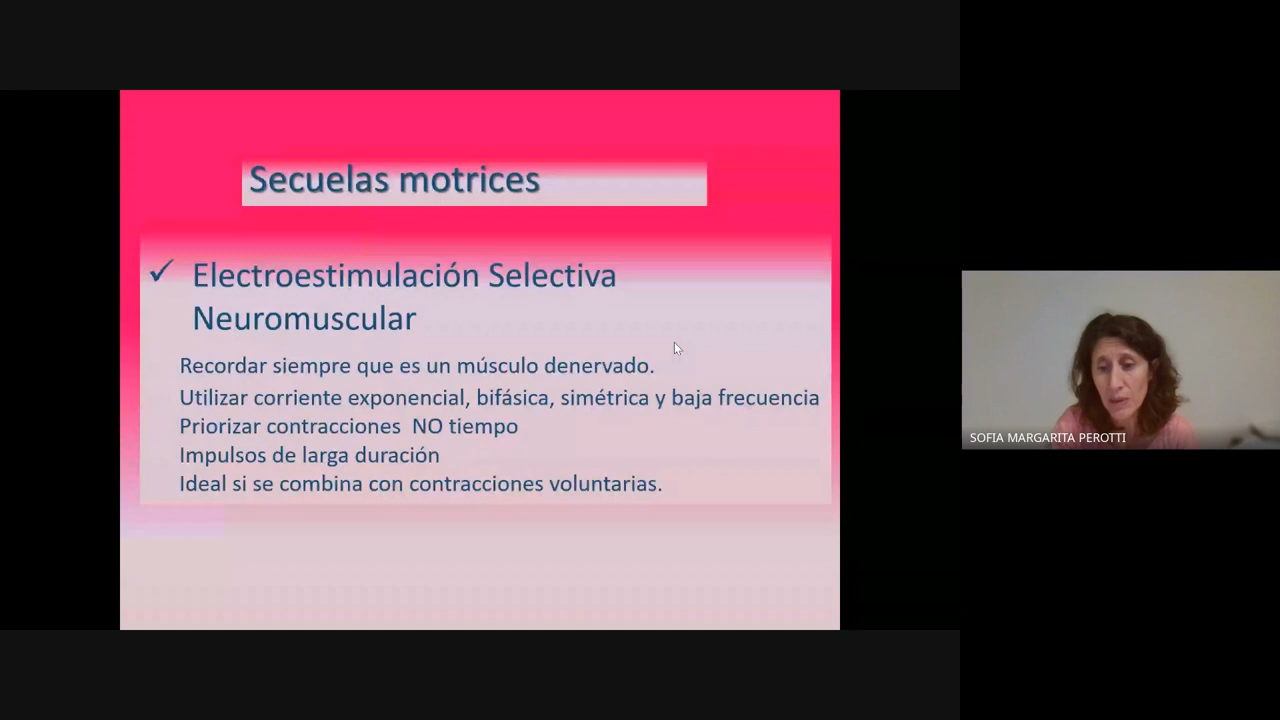 Secuelas motrices
✓ Electroestimulación Selectiva
Neuromuscular
Recordar siempre que es un músculo denervado.
Utilizar corriente exponencial, bifásica, simétrica y baja frecuencia
Priorizar contracciones NO tiempo
Impulsos de larga duración
Ideal si se combina con contracciones voluntarias.
SOFIA MARGARITA PEROTTI